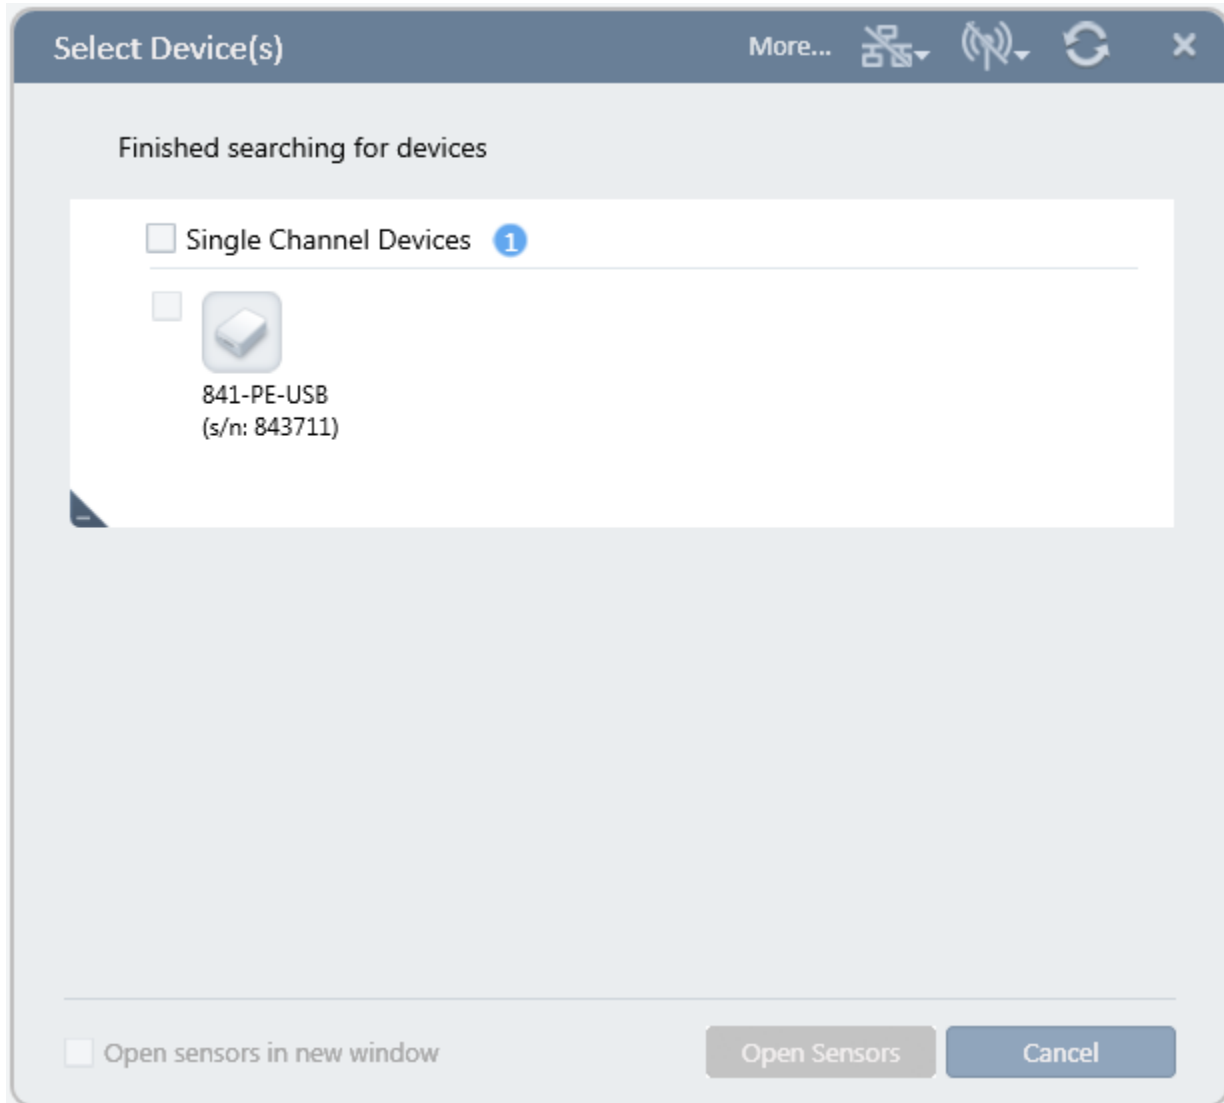 Select Device(s) More...
Finished searching for devices
Single Channel Devices 1
841-PE-USB
(s/n: 843711)
Open sensors in new window Open Sensors Cancel